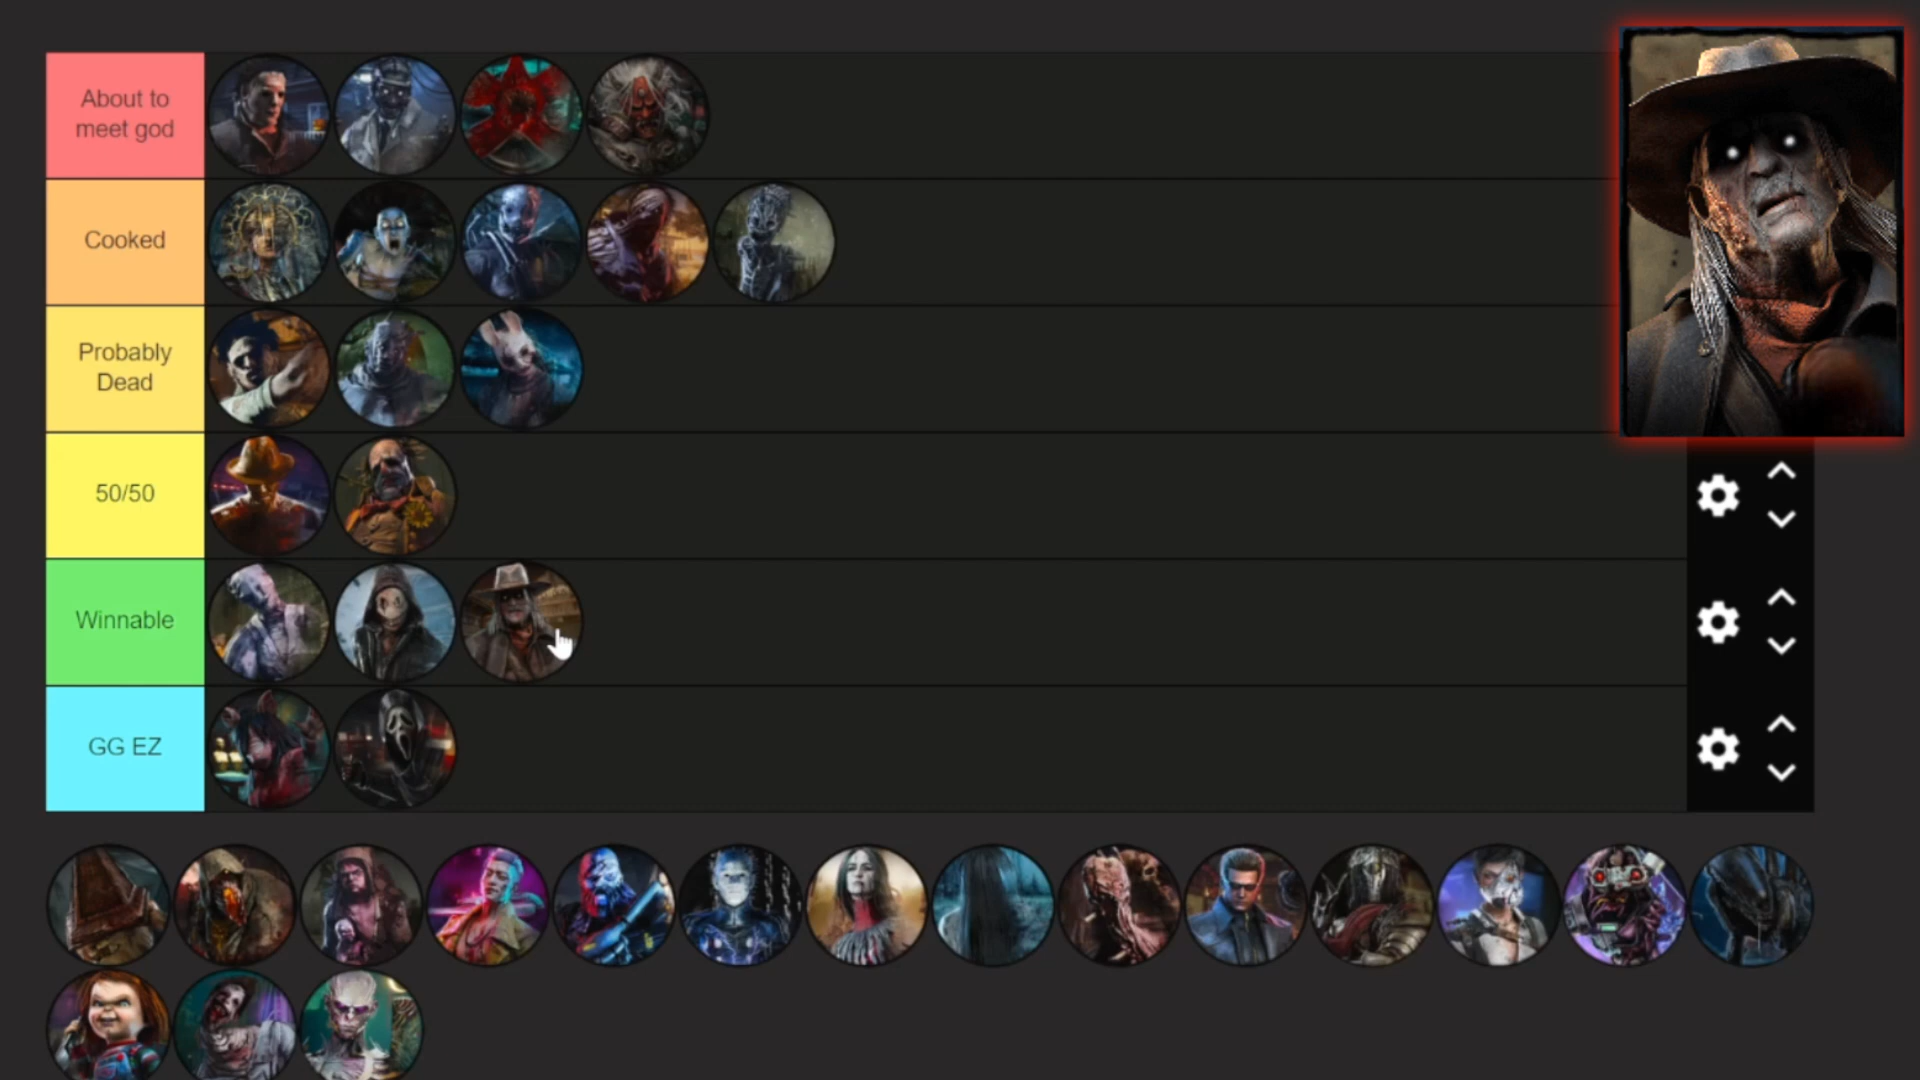 About to
meet god
Cooked
Probably
Dead
50/50
Winnable
GG EZ